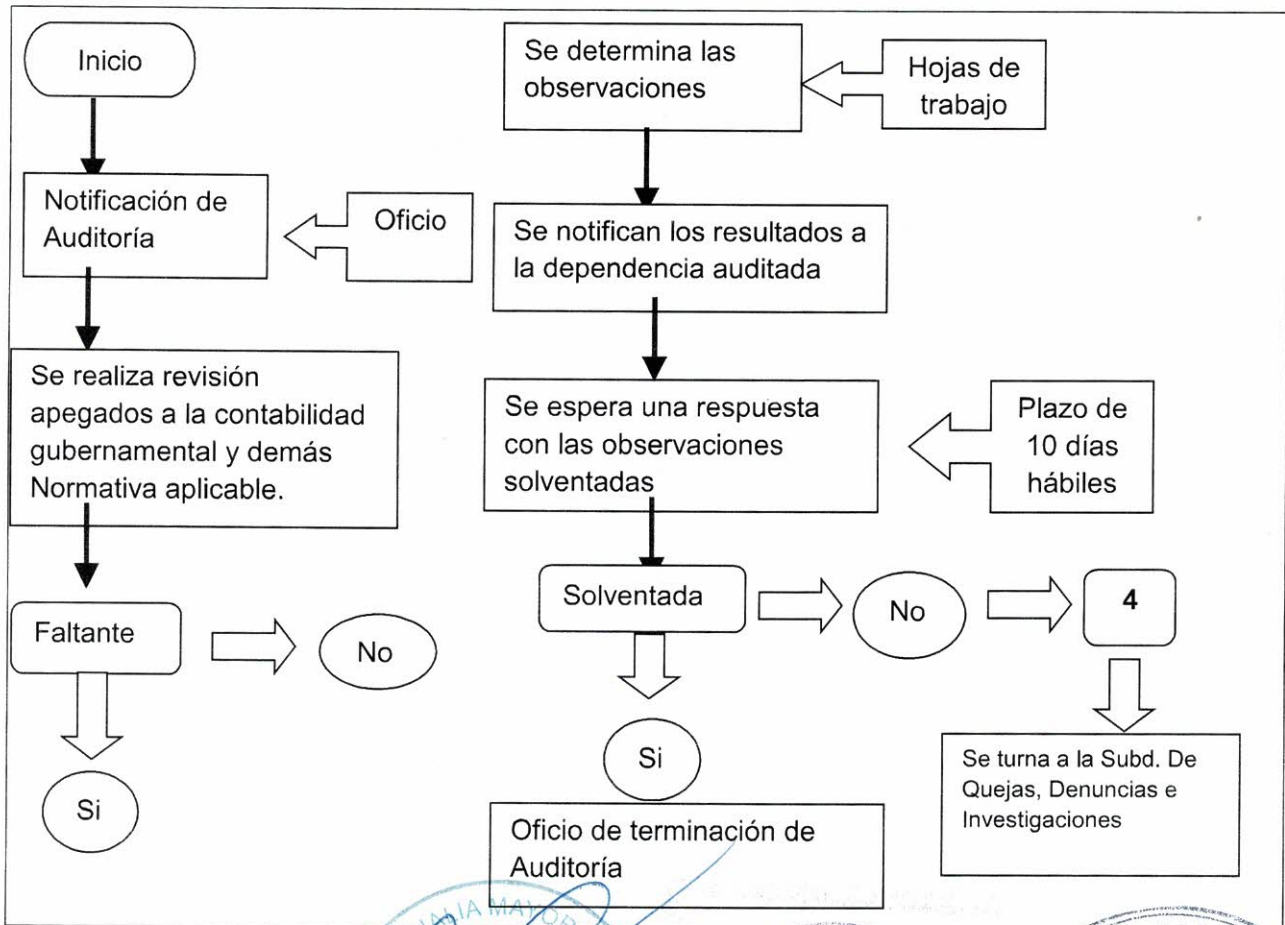 Inicio
Notificación de
Auditoría
Oficio
Se realiza revisión
apegados a la contabilidad
gubernamental y demás
Normativa aplicable.
Faltante
No
Si
Se determina las
observaciones
Hojas de
trabajo
Se notifican los resultados a
la dependencia auditada
Se espera una respuesta
con las observaciones
solventadas
Plazo de
10 días
hábiles
Solventada
No
4
Si
Se turna a la Subd. De
Quejas, Denuncias e
Investigaciones
Oficio de terminación de
Auditoría
MAYOR